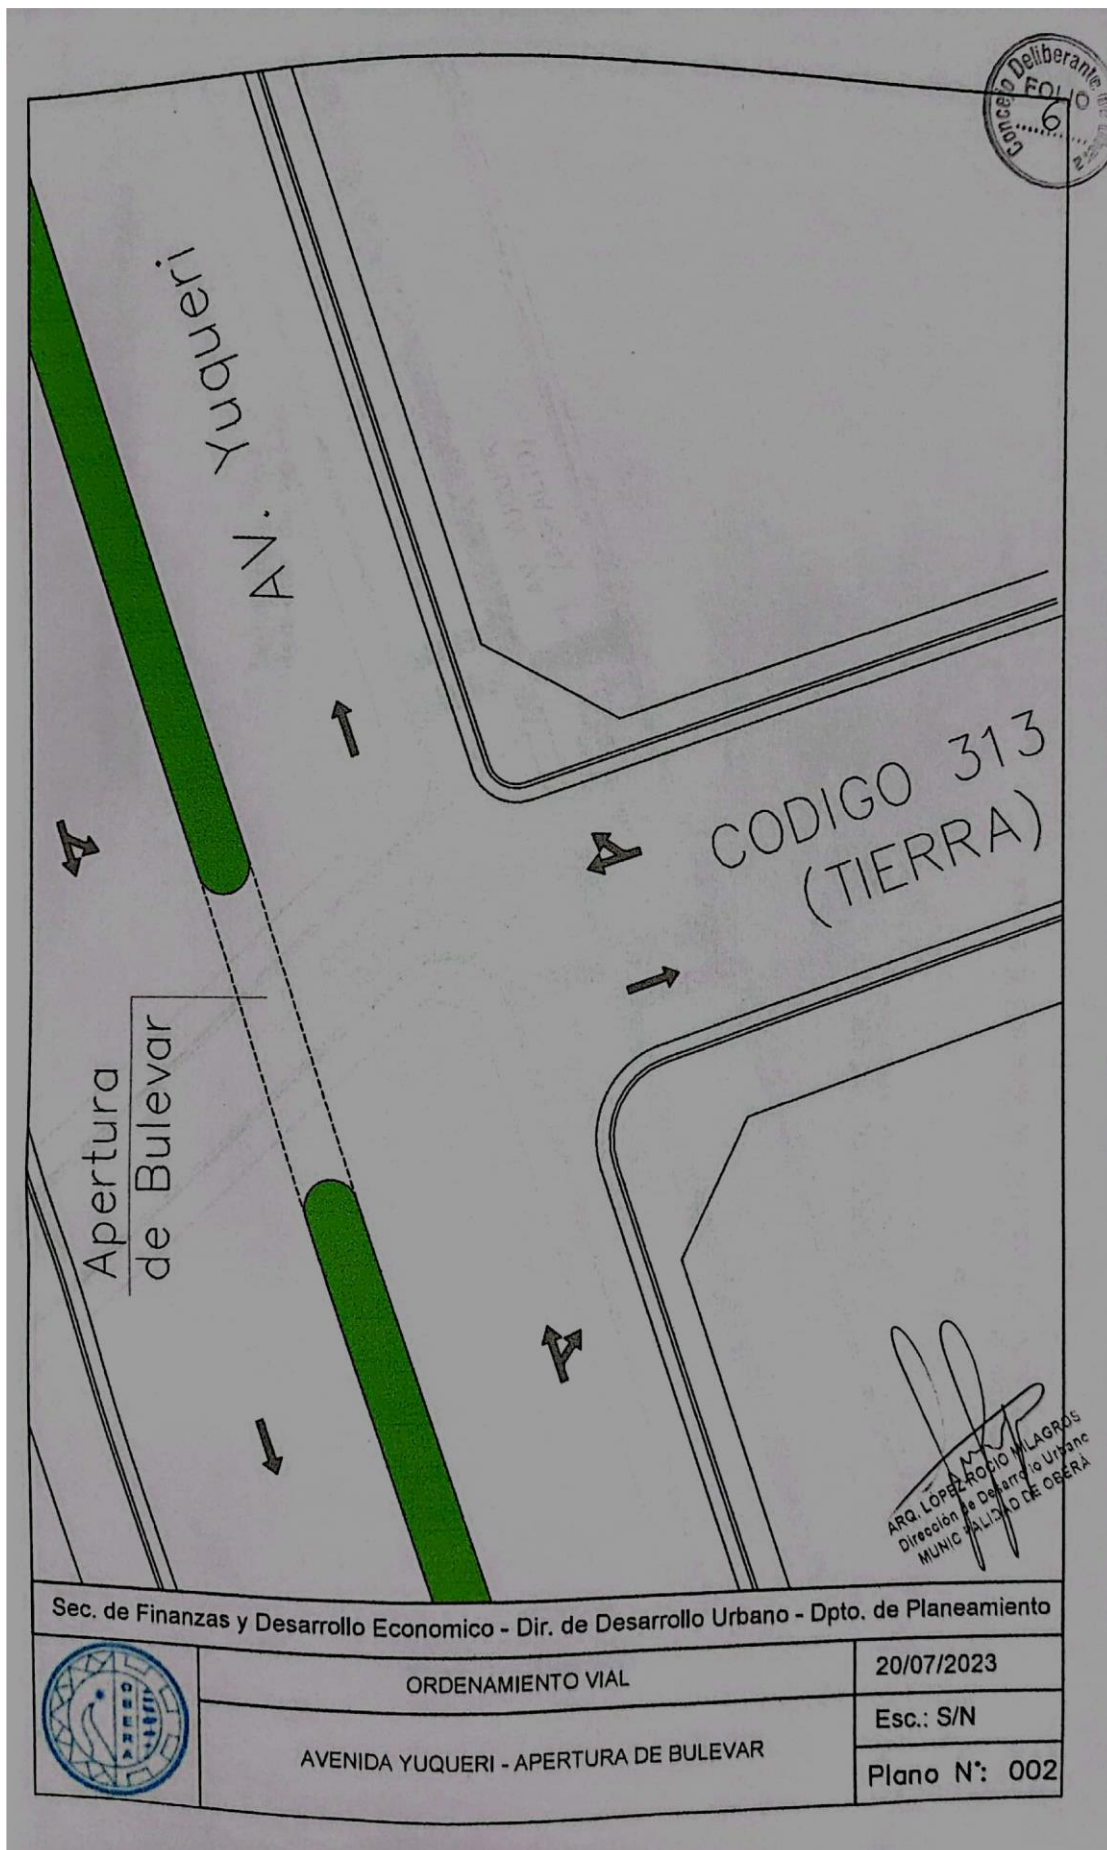 Concejo Deliberante
FOLIO
6
AV. Yuqueri
CODIGO 313
(TIERRA)
Apertura
de Bulevar
ARQ. LÓPEZ ROCIO MILAGROS
Dirección de Desarrollo Urbano
MUNICIPALIDAD DE OBERÁ
Sec. de Finanzas y Desarrollo Economico - Dir. de Desarrollo Urbano - Dpto. de Planeamiento
OBERA
ORDENAMIENTO VIAL
20/07/2023
Esc.: S/N
AVENIDA YUQUERI - APERTURA DE BULEVAR
Plano N°: 002